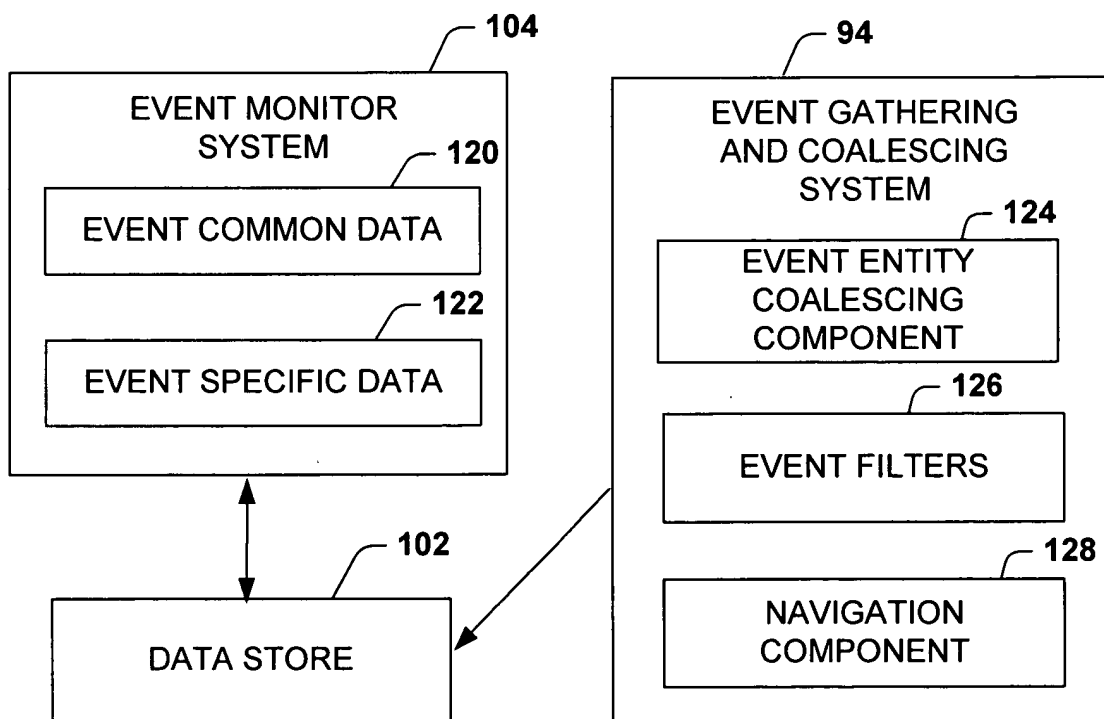 104
EVENT MONITOR
SYSTEM
120
EVENT COMMON DATA
122
EVENT SPECIFIC DATA
102
DATA STORE
94
EVENT GATHERING
AND COALESCING
SYSTEM
124
EVENT ENTITY
COALESCING
COMPONENT
126
EVENT FILTERS
128
NAVIGATION
COMPONENT